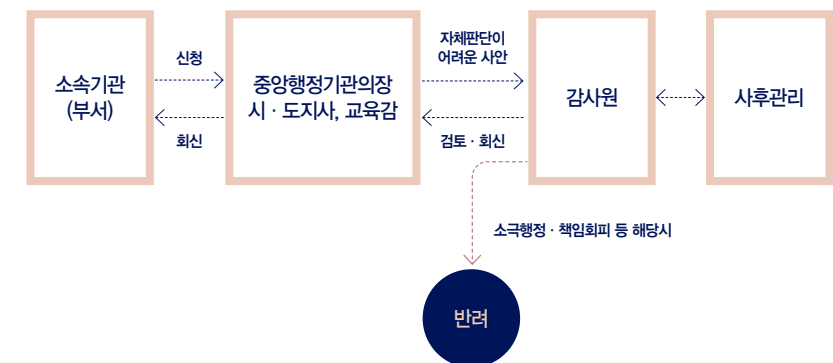 소속기관
(부서)
신청
회신
중앙행정기관의장
시 · 도지사, 교육감
자체판단이
어려운 사안
검토 · 회신
감사원
사후관리
소극행정 · 책임회피 등 해당시
반려